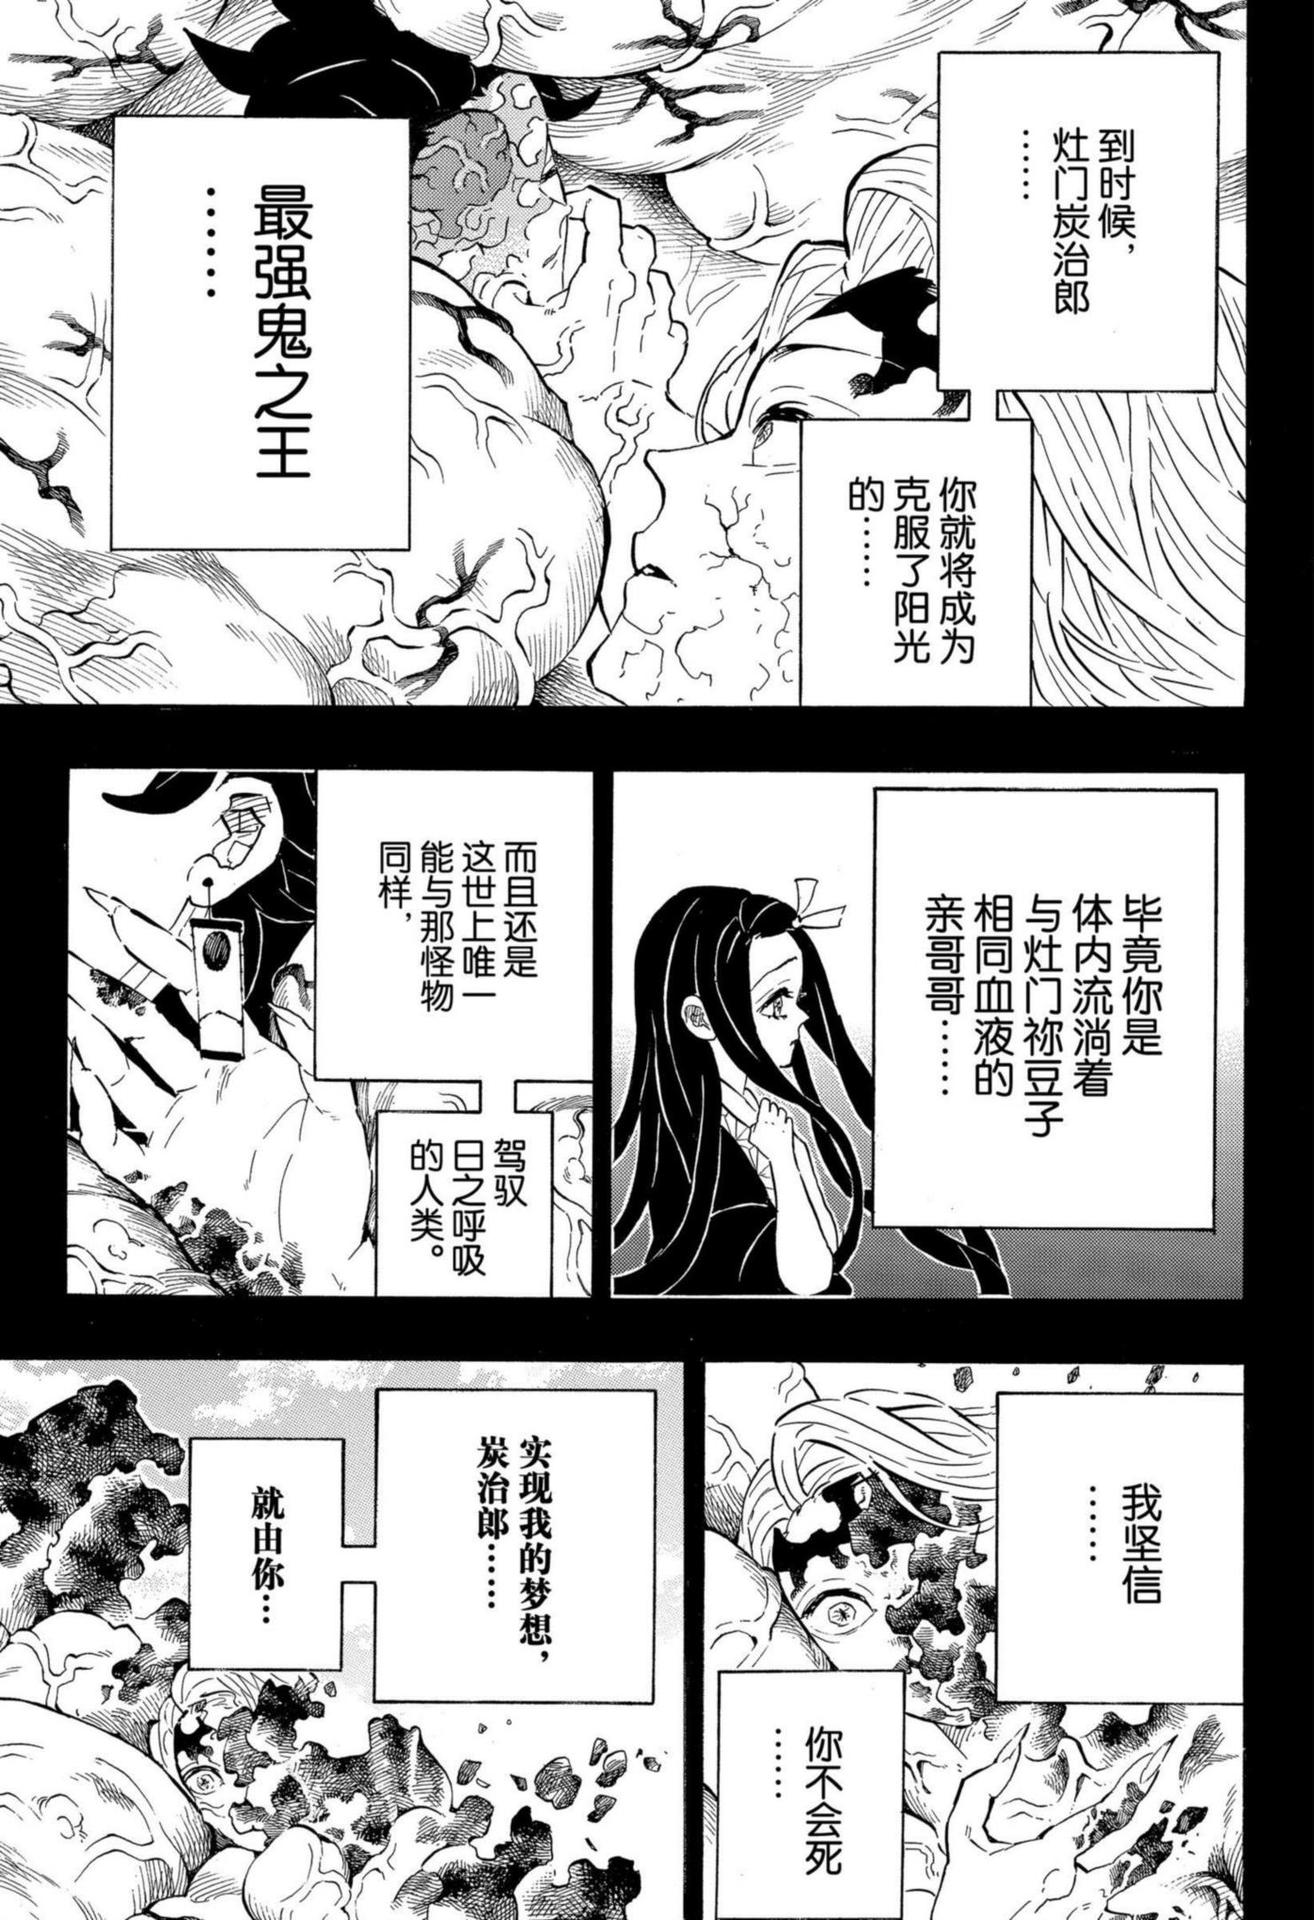 到时候，
灶门炭治郎
……
你就将成为
克服了阳光
的……
最强鬼之王
……
毕竟你是
体内流淌着
与灶门祢豆子
相同血液的
亲哥哥……
而且还是
这世上唯一
能与那怪物
同样，
驾驭
日之呼吸
的人类。
我坚信
……
你不会死
……
实现我的梦想，
炭治郎……
就由你…